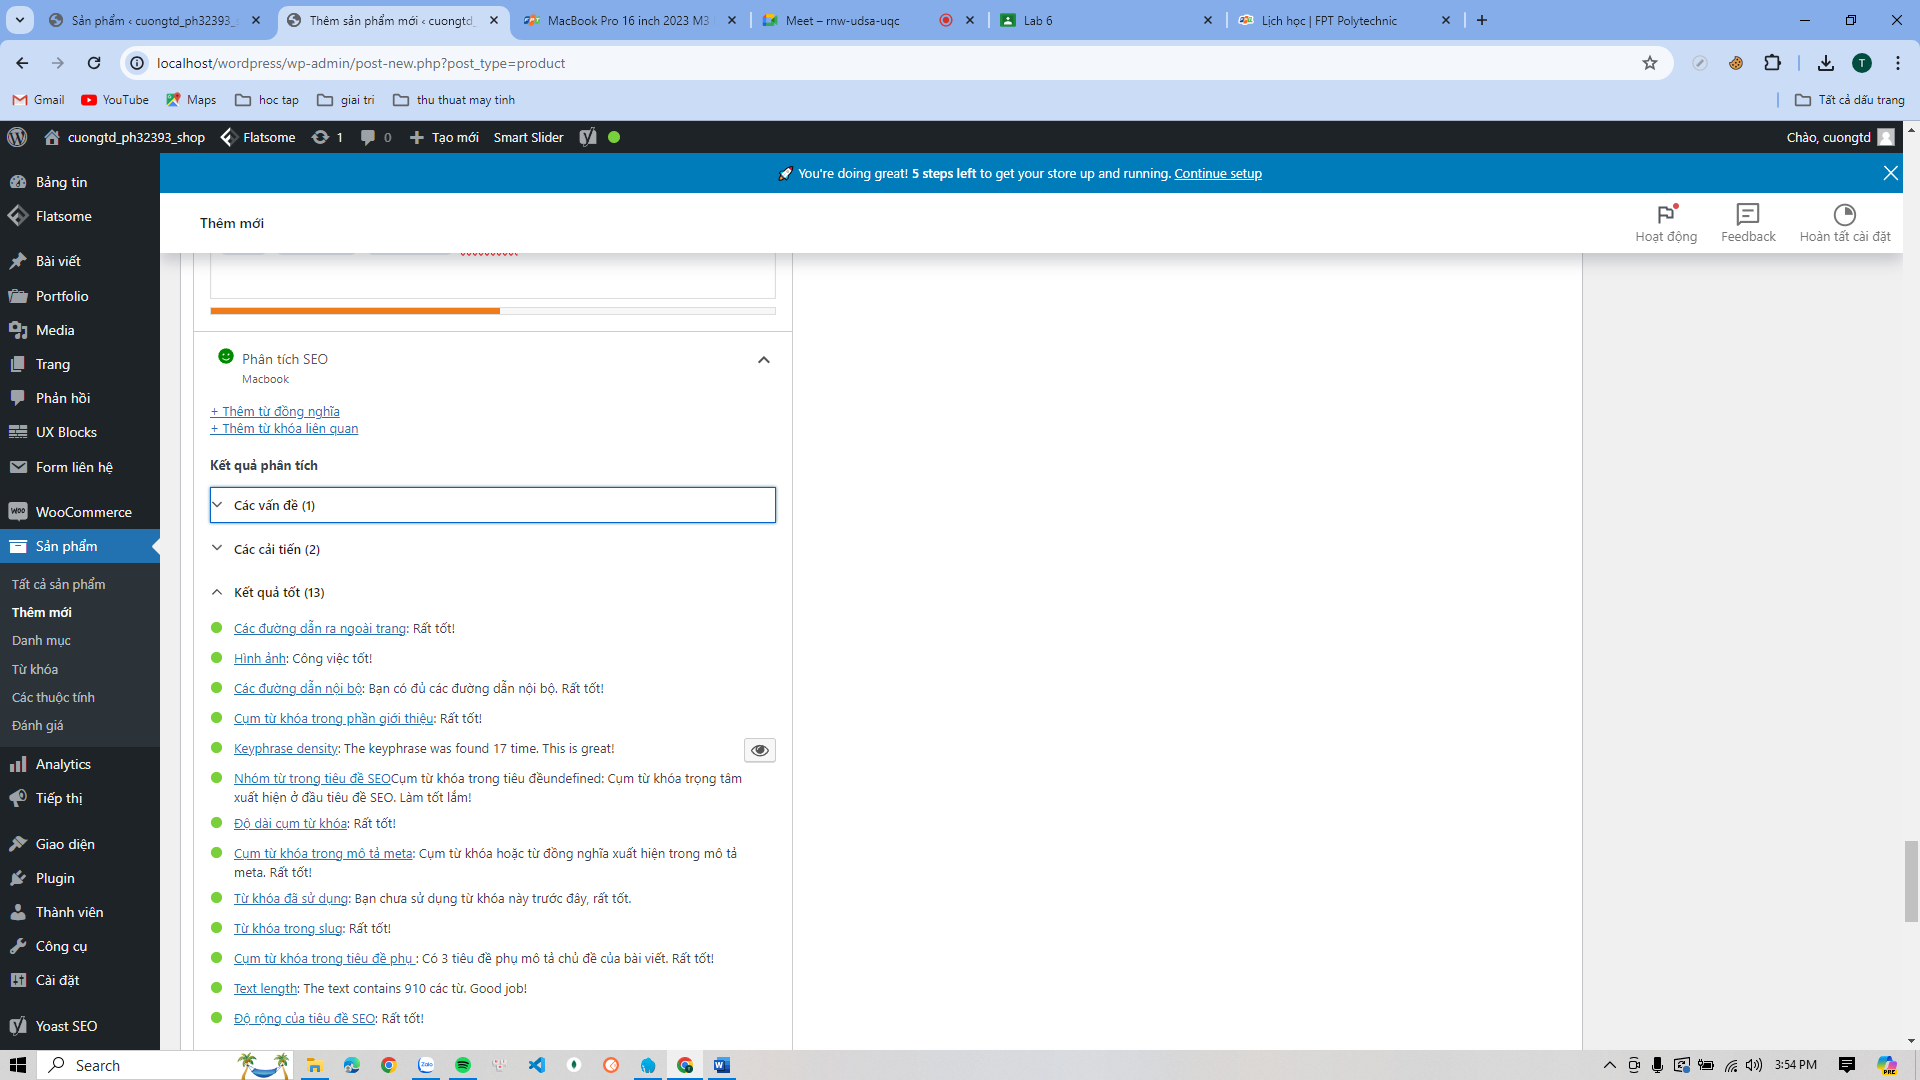 Sản phẩm ‹ cuongtd_ph32393_s
Thêm sản phẩm mới ‹ cuongtd_
MacBook Pro 16 inch 2023 M3
Meet – rnw-udsa-uqc
Lab 6
Lịch học | FPT Polytechnic
localhost/wordpress/wp-admin/post-new.php?post_type=product
T
Gmail
YouTube
Maps
hoc tap
giai tri
thu thuat may tinh
Tất cả dấu trang
cuongtd_ph32393_shop
Flatsome
1
0
Tạo mới
Smart Slider
Chào, cuongtd
You're doing great! 5 steps left to get your store up and running. Continue setup
Thêm mới
Hoạt động
Feedback
Hoàn tất cài đặt
Bảng tin
Flatsome
Bài viết
Portfolio
Media
Trang
Phản hồi
UX Blocks
Form liên hệ
WooCommerce
Sản phẩm
Tất cả sản phẩm
Thêm mới
Danh mục
Từ khóa
Các thuộc tính
Đánh giá
Analytics
Tiếp thị
Giao diện
Plugin
Thành viên
Công cụ
Cài đặt
Yoast SEO
Phân tích SEO
Macbook
+ Thêm từ đồng nghĩa
+ Thêm từ khóa liên quan
Kết quả phân tích
Các vấn đề (1)
Các cải tiến (2)
Kết quả tốt (13)
Các đường dẫn ra ngoài trang: Rất tốt!
Hình ảnh: Công việc tốt!
Các đường dẫn nội bộ: Bạn có đủ các đường dẫn nội bộ. Rất tốt!
Cụm từ khóa trong phần giới thiệu: Rất tốt!
Keyphrase density: The keyphrase was found 17 time. This is great!
Nhóm từ trong tiêu đề SEOCụm từ khóa trong tiêu đềundefined: Cụm từ khóa trọng tâm
xuất hiện ở đầu tiêu đề SEO. Làm tốt lắm!
Độ dài cụm từ khóa: Rất tốt!
Cụm từ khóa trong mô tả meta: Cụm từ khóa hoặc từ đồng nghĩa xuất hiện trong mô tả
meta. Rất tốt!
Từ khóa đã sử dụng: Bạn chưa sử dụng từ khóa này trước đây, rất tốt.
Từ khóa trong slug: Rất tốt!
Cụm từ khóa trong tiêu đề phụ : Có 3 tiêu đề phụ mô tả chủ đề của bài viết. Rất tốt!
Text length: The text contains 910 các từ. Good job!
Độ rộng của tiêu đề SEO: Rất tốt!
Search
3:54 PM